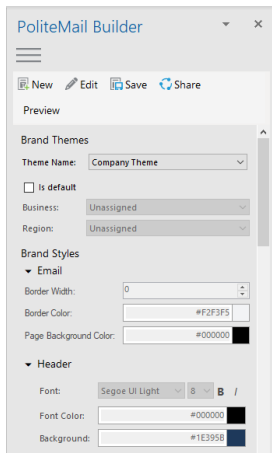 PoliteMail Builder
New Edit Save Share
Preview
Brand Themes
Theme Name: Company Theme
Is default
Business: Unassigned
Region: Unassigned
Brand Styles
Email
Border Width: 0
Border Color: #F2F3F5
Page Background Color: #000000
Header
Font: Segoe UI Light 8 B I
Font Color: #000000
Background: #1E395B